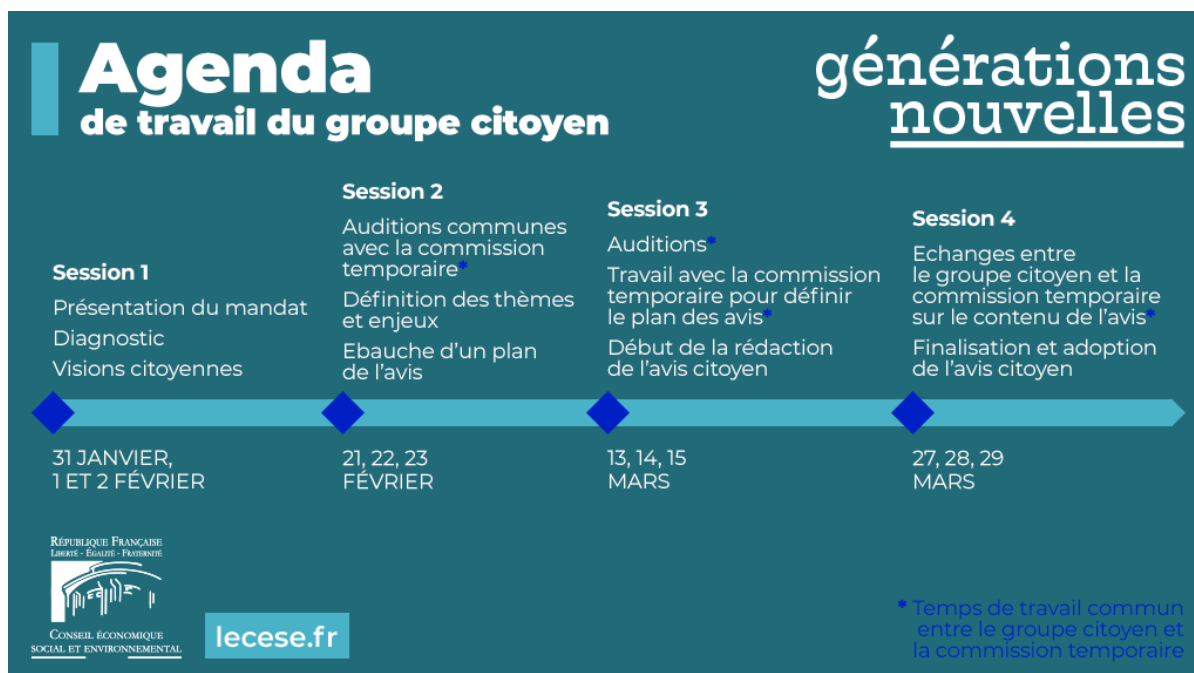 Agenda
de travail du groupe citoyen
générations
nouvelles
Session 1
Présentation du mandat
Diagnostic
Visions citoyennes
31 JANVIER,
1 ET 2 FÉVRIER
Session 2
Auditions communes
avec la commission
temporaire*
Définition des thèmes
et enjeux
Ebauche d'un plan
de l'avis
21, 22, 23
FÉVRIER
Session 3
Auditions*
Travail avec la commission
temporaire pour définir
le plan des avis*
Début de la rédaction
de l'avis citoyen
13, 14, 15
MARS
Session 4
Echanges entre
le groupe citoyen et la
commission temporaire
sur le contenu de l'avis*
Finalisation et adoption
de l'avis citoyen
27, 28, 29
MARS
RÉPUBLIQUE FRANÇAISE
LIBERTÉ - ÉGALITÉ - FRATERNITÉ
CONSEIL ÉCONOMIQUE
SOCIAL ET ENVIRONNEMENTAL
lecese.fr
* Temps de travail commun
entre le groupe citoyen et
la commission temporaire